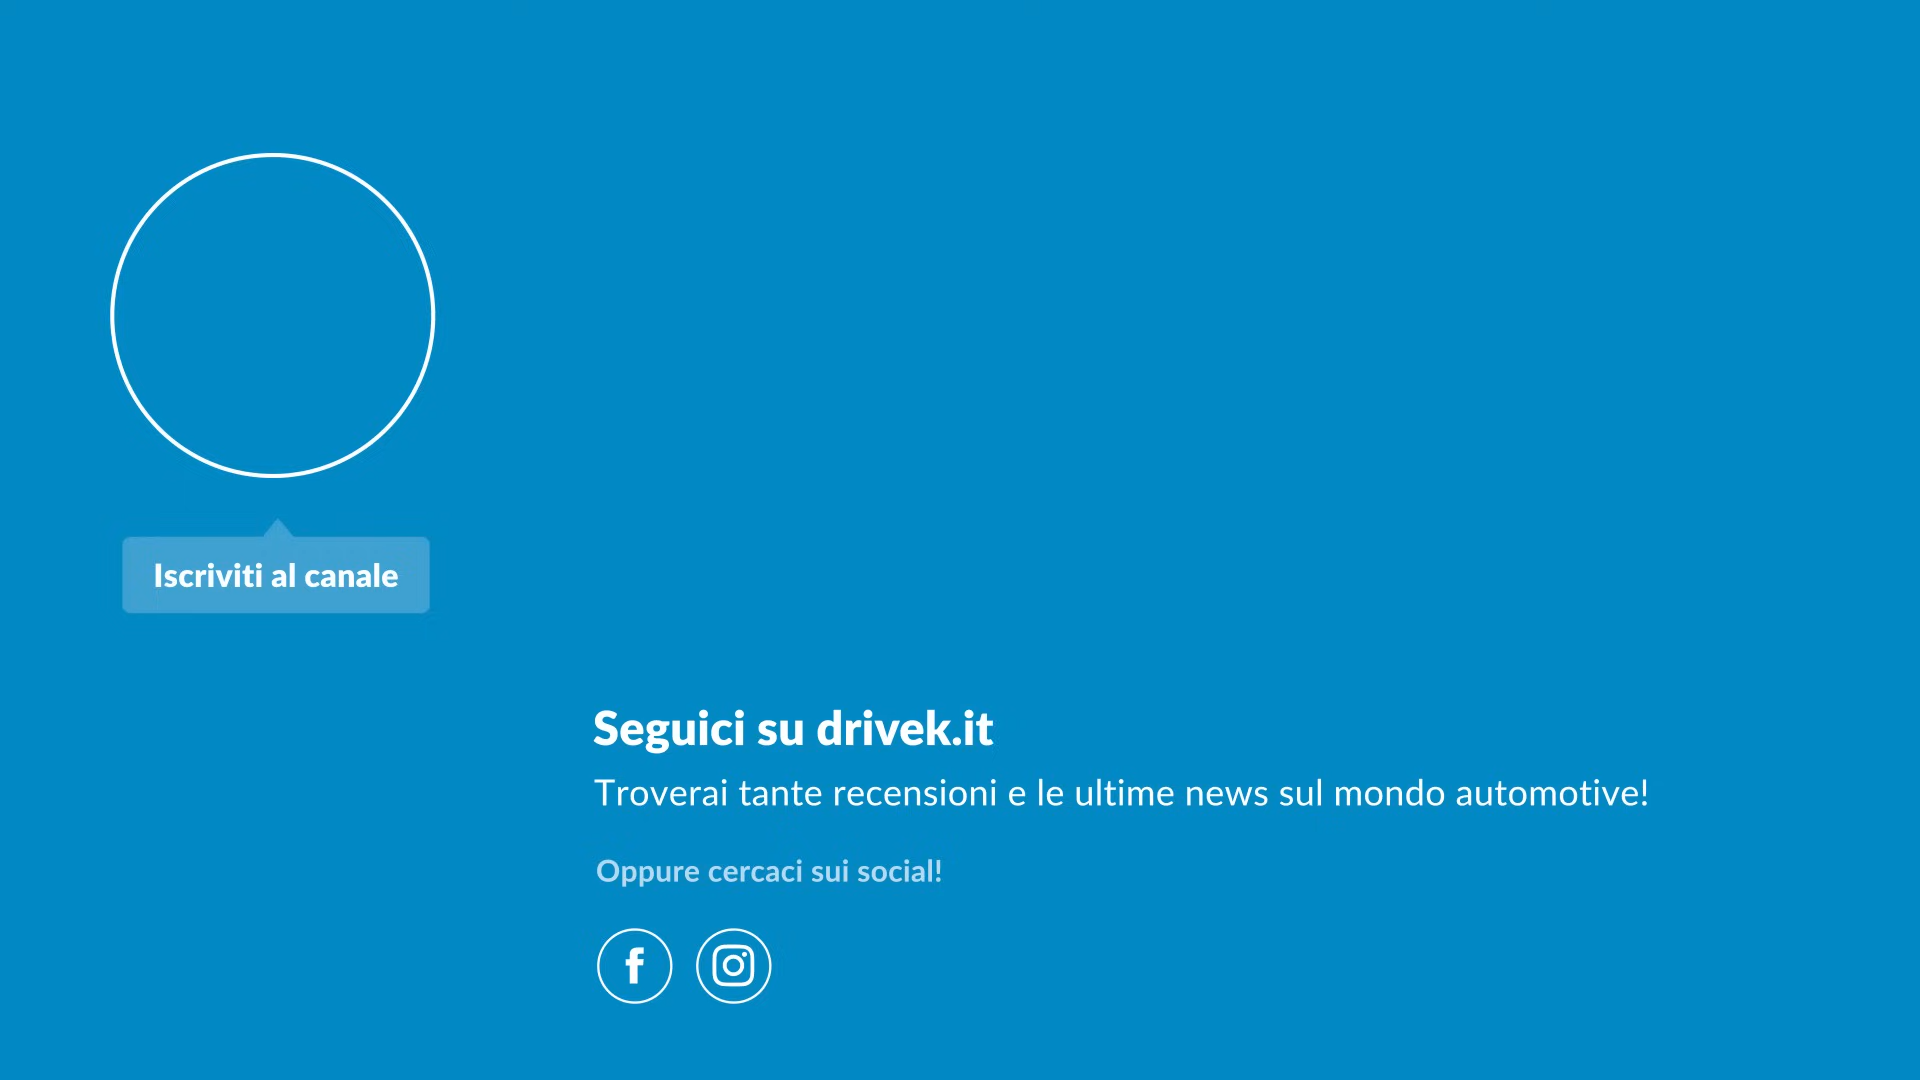 Iscriviti al canale
Seguici su drivek.it
Troverai tante recensioni e le ultime news sul mondo automotive!
Oppure cercaci sui social!